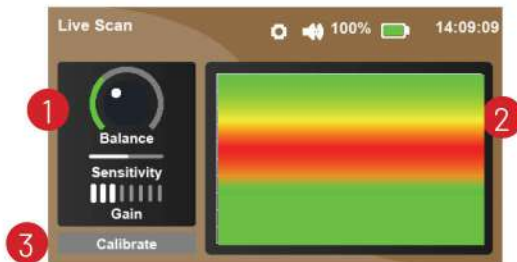 Live Scan
100%
14:09:09
1
Balance
Sensitivity
Gain
2
3
Calibrate